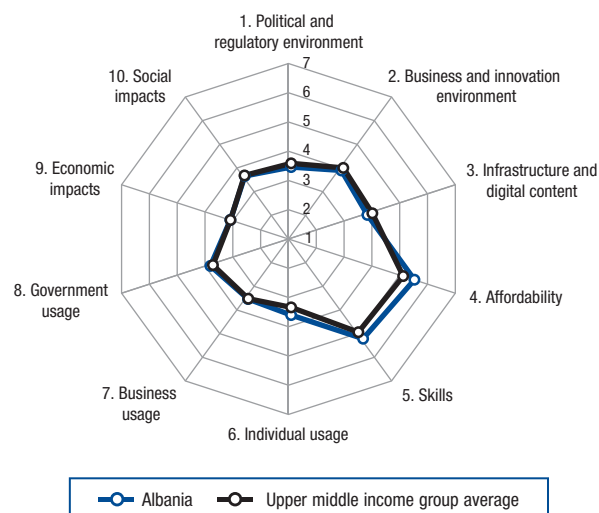 1. Political and
regulatory environment
10. Social
impacts
2. Business and innovation
environment
9. Economic
impacts
3. Infrastructure and
digital content
8. Government
usage
4. Affordability
7. Business
usage
5. Skills
6. Individual usage
7
6
5
4
3
2
1
Albania
Upper middle income group average